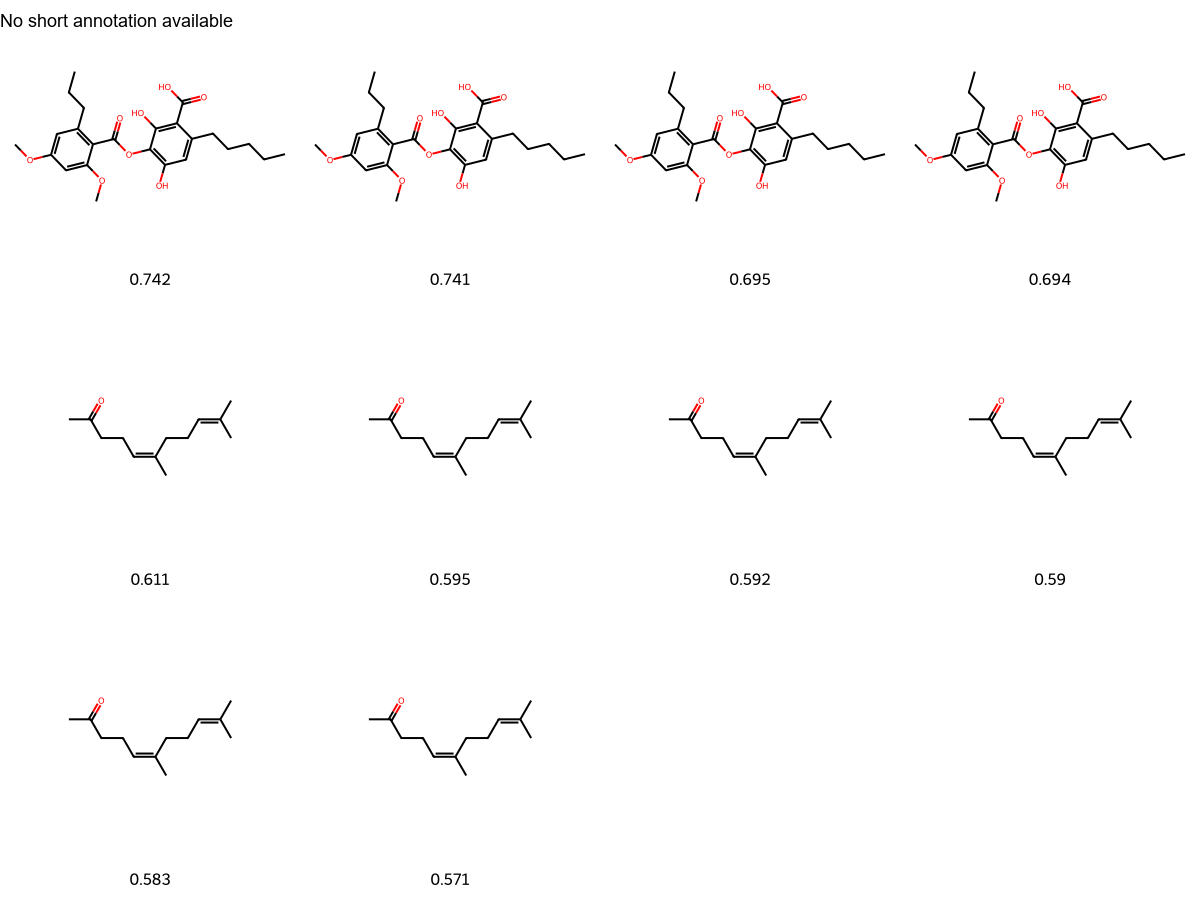 No short annotation available
HO O HO O HO O HO O
O HO O HO O HO O HO
O O O O
O O O O
O OH O OH O OH O OH
0.742 0.741 0.695 0.694
O O O O
0.611 0.595 0.592 0.59
O O
0.583 0.571